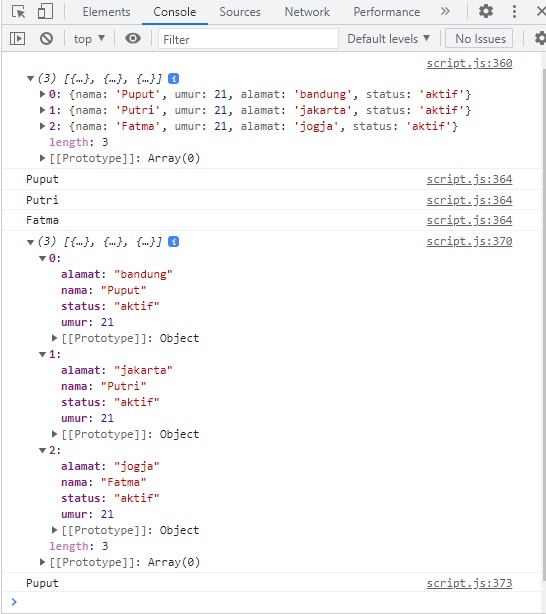 Elements Console Sources Network Performance
top Filter Default levels No Issues
script.js:360
(3) [{…}, {…}, {…}]
0: {nama: 'Puput', umur: 21, alamat: 'bandung', status: 'aktif'}
1: {nama: 'Putri', umur: 21, alamat: 'jakarta', status: 'aktif'}
2: {nama: 'Fatma', umur: 21, alamat: 'jogja', status: 'aktif'}
length: 3
[[Prototype]]: Array(0)
Puput script.js:364
Putri script.js:364
Fatma script.js:364
(3) [{…}, {…}, {…}] script.js:370
0:
alamat: "bandung"
nama: "Puput"
status: "aktif"
umur: 21
[[Prototype]]: Object
1:
alamat: "jakarta"
nama: "Putri"
status: "aktif"
umur: 21
[[Prototype]]: Object
2:
alamat: "jogja"
nama: "Fatma"
status: "aktif"
umur: 21
[[Prototype]]: Object
length: 3
[[Prototype]]: Array(0)
Puput script.js:373